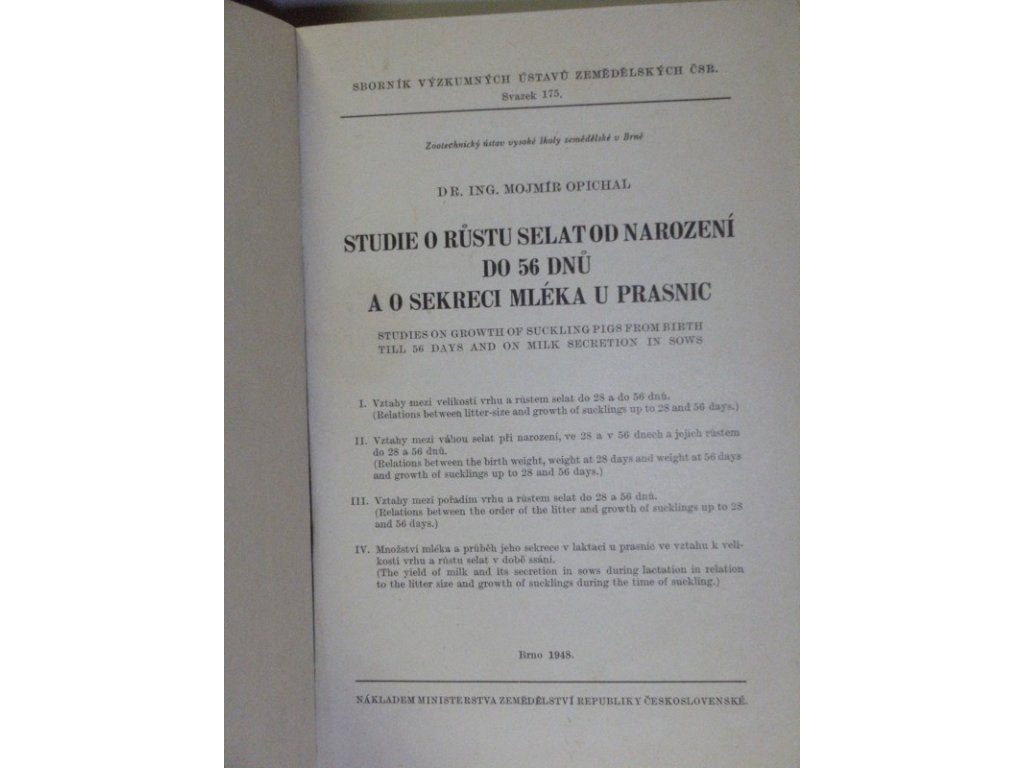 SBORNÍK VÝZKUMNÝCH ÚSTAVŮ ZEMĚDĚLSKÝCH ČSR.
Svazek 175.
Zootechnický ústav vysoké školy zemědělské v Brně
DR. ING. MOJMÍR OPICHAL
STUDIE O RŮSTU SELAT OD NAROZENÍ
DO 56 DNŮ
A O SEKRECI MLÉKA U PRASNIC
STUDIES ON GROWTH OF SUCKLING PIGS FROM BIRTH
TILL 56 DAYS AND ON MILK SECRETION IN SOWS
I. Vztahy mezi velikostí vrhu a růstem selat do 28 a do 56 dnů.
(Relations between litter-size and growth of sucklings up to 28 and 56 days.)
II. Vztahy mezi váhou selat při narození, ve 28 a v 56 dnech a jejich růstem
do 28 a 56 dnů.
(Relations between the birth weight, weight at 28 days and weight at 56 days
and growth of sucklings up to 28 and 56 days.)
III. Vztahy mezi pořadím vrhu a růstem selat do 28 a 56 dnů.
(Relations between the order of the litter and growth of sucklings up to 28
and 56 days.)
IV. Množství mléka a průběh jeho sekrece v laktaci u prasnic ve vztahu k veli-
kosti vrhu a růstu selat v době ssání.
(The yield of milk and its secretion in sows during lactation in relation
to the litter size and growth of sucklings during the time of suckling.)
Brno 1948.
NÁKLADEM MINISTERSTVA ZEMĚDĚLSTVÍ REPUBLIKY ČESKOSLOVENSKÉ.